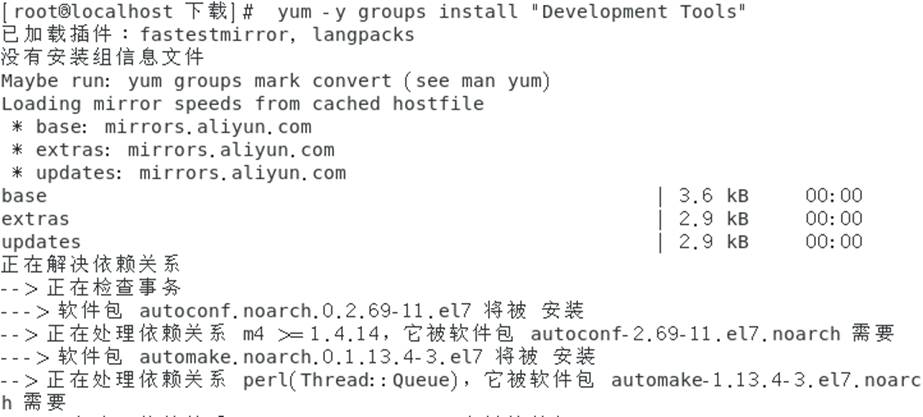 [root@localhost 下载]#  yum -y groups install "Development Tools"
已加载插件：fastestmirror, langpacks
没有安装组信息文件
Maybe run: yum groups mark convert (see man yum)
Loading mirror speeds from cached hostfile
 * base: mirrors.aliyun.com
 * extras: mirrors.aliyun.com
 * updates: mirrors.aliyun.com
base | 3.6 kB 00:00
extras | 2.9 kB 00:00
updates | 2.9 kB 00:00
正在解决依赖关系
--> 正在检查事务
---> 软件包 autoconf.noarch.0.2.69-11.el7 将被 安装
--> 正在处理依赖关系 m4 >= 1.4.14，它被软件包 autoconf-2.69-11.el7.noarch 需要
---> 软件包 automake.noarch.0.1.13.4-3.el7 将被 安装
--> 正在处理依赖关系 perl(Thread::Queue)，它被软件包 automake-1.13.4-3.el7.noarc
h 需要